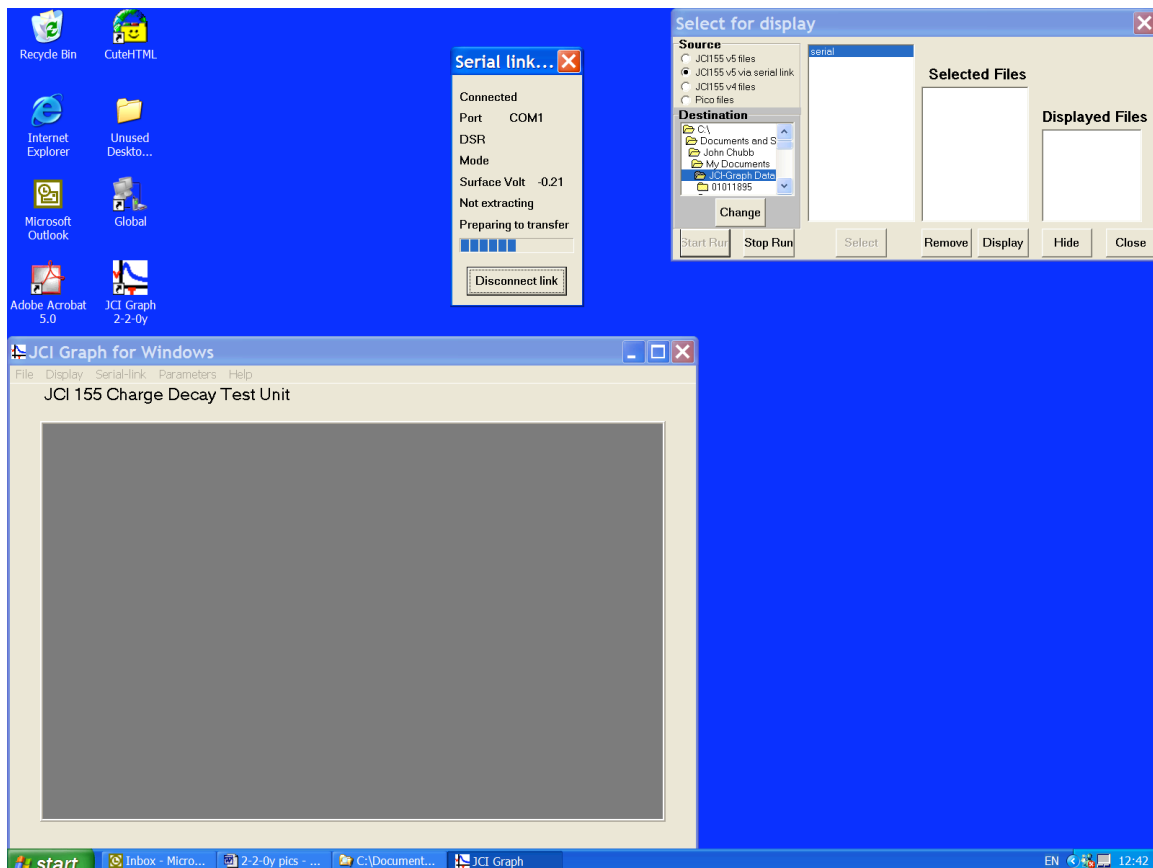 Recycle Bin
CuteHTML
Internet
Explorer
Unused
Deskto...
Microsoft
Outlook
Global
Adobe Acrobat
5.0
JCI Graph
2-2-0y
Serial link...
Connected
Port COM1
DSR
Mode
Surface Volt -0.21
Not extracting
Preparing to transfer
Disconnect link
Select for display
Source
JCI155 v5 files
JCI155 v5 via serial link
JCI155 v4 files
Pico files
Destination
C:\
Documents and S
John Chubb
My Documents
JCI-Graph Data
01011895
Change
Start Run
Stop Run
serial
Select
Selected Files
Remove
Display
Displayed Files
Hide
Close
JCI Graph for Windows
File Display Serial-link Parameters Help
JCI 155 Charge Decay Test Unit
start
Inbox - Micro...
2-2-0y pics - ...
C:\Document...
JCI Graph
EN
12:42